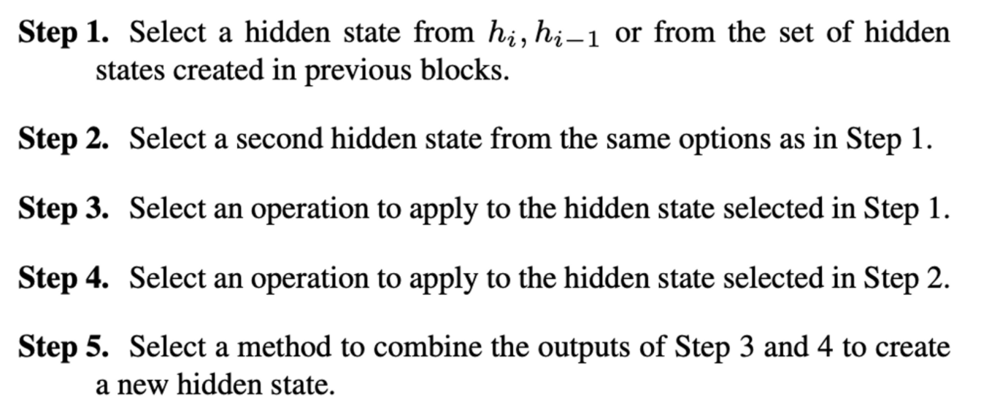 Step 1. Select a hidden state from hᵢ, hᵢ₋₁ or from the set of hidden
states created in previous blocks.
Step 2. Select a second hidden state from the same options as in Step 1.
Step 3. Select an operation to apply to the hidden state selected in Step 1.
Step 4. Select an operation to apply to the hidden state selected in Step 2.
Step 5. Select a method to combine the outputs of Step 3 and 4 to create
a new hidden state.